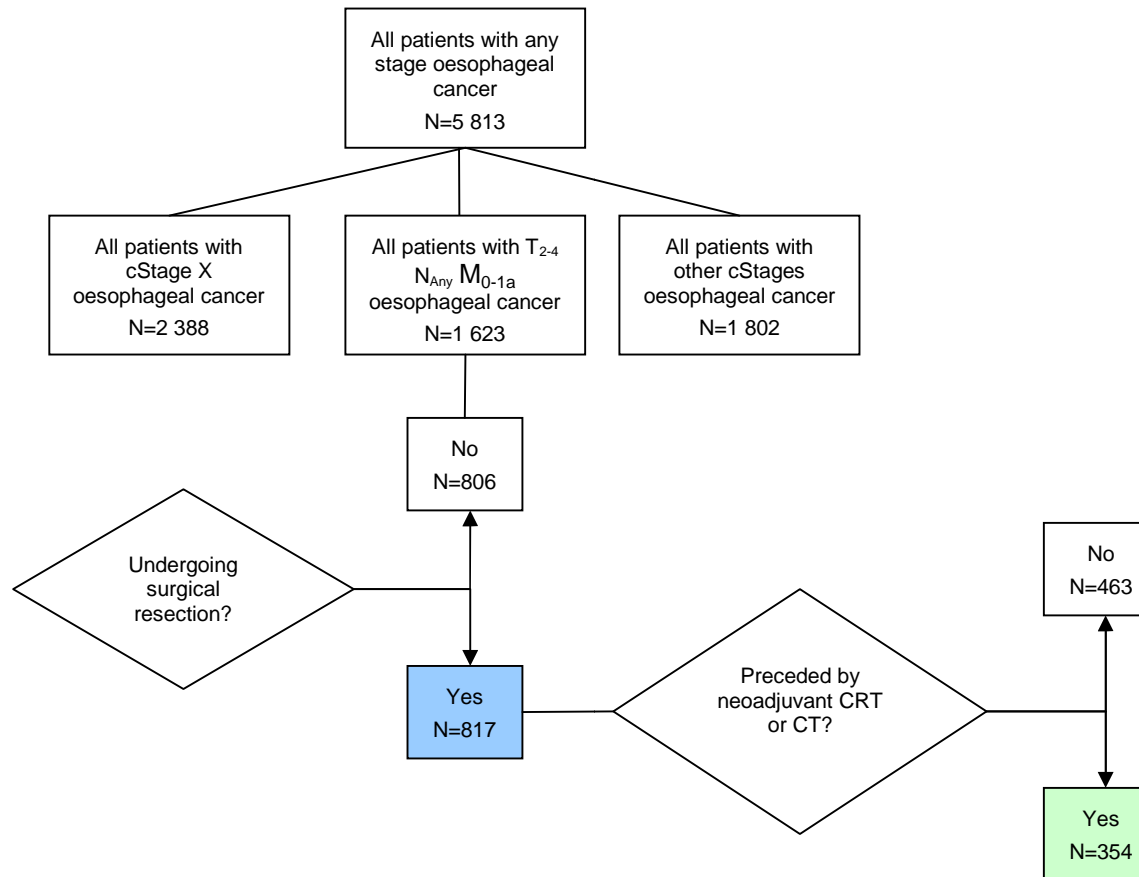 All patients with any
stage oesophageal
cancer
N=5 813
All patients with
cStage X
oesophageal cancer
N=2 388
All patients with T2-4
NAny M0-1a
oesophageal cancer
N=1 623
All patients with
other cStages
oesophageal cancer
N=1 802
No
N=806
Undergoing
surgical
resection?
Yes
N=817
Preceded by
neoadjuvant CRT
or CT?
No
N=463
Yes
N=354